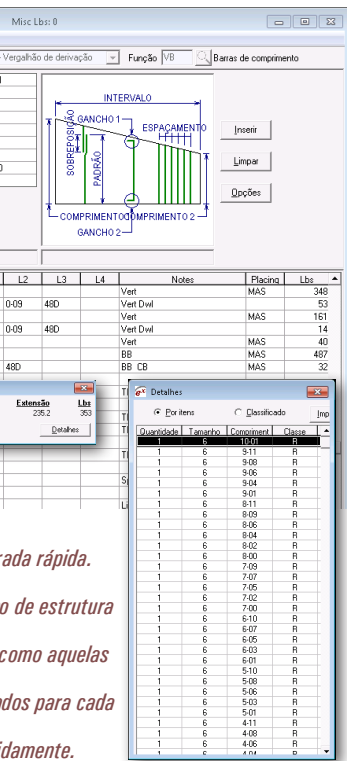 Misc Lbs: 0
Vergalhão de derivação Função VB Barras de comprimento
INTERVALO
GANCHO 1
ESPAÇAMENTO
SOBREPOSIÇÃO
PADRÃO
COMPRIMENTO COMPRIMENTO 2
GANCHO 2
Inserir
Limpar
Opções
L2 L3 L4 Notes Placing Lbs
Vert MAS 348
0-09 48D Vert Dwl 53
Vert MAS 161
0-09 48D Vert Dwl 14
Vert MAS 40
BB MAS 487
48D BB CB MAS 32
Extensão Lbs
235.2 353
Detalhes
Detalhes
Por itens Classificado Imp
Quantidade Tamanho Compriment Classe
1 6 10-01 R
1 6 9-11 R
1 6 9-08 R
1 6 9-06 R
1 6 9-04 R
1 6 9-01 R
1 6 8-11 R
1 6 8-09 R
1 6 8-06 R
1 6 8-04 R
1 6 8-02 R
1 6 8-00 R
1 6 7-09 R
1 6 7-07 R
1 6 7-05 R
1 6 7-02 R
1 6 7-00 R
1 6 6-10 R
1 6 6-07 R
1 6 6-05 R
1 6 6-03 R
1 6 6-01 R
1 6 5-10 R
1 6 5-08 R
1 6 5-06 R
1 6 5-03 R
1 6 5-01 R
1 6 4-11 R
1 6 4-08 R
1 6 4-06 R
1 6 4-04 R
rada rápida.
o de estrutura
como aquelas
dos para cada
idamente.